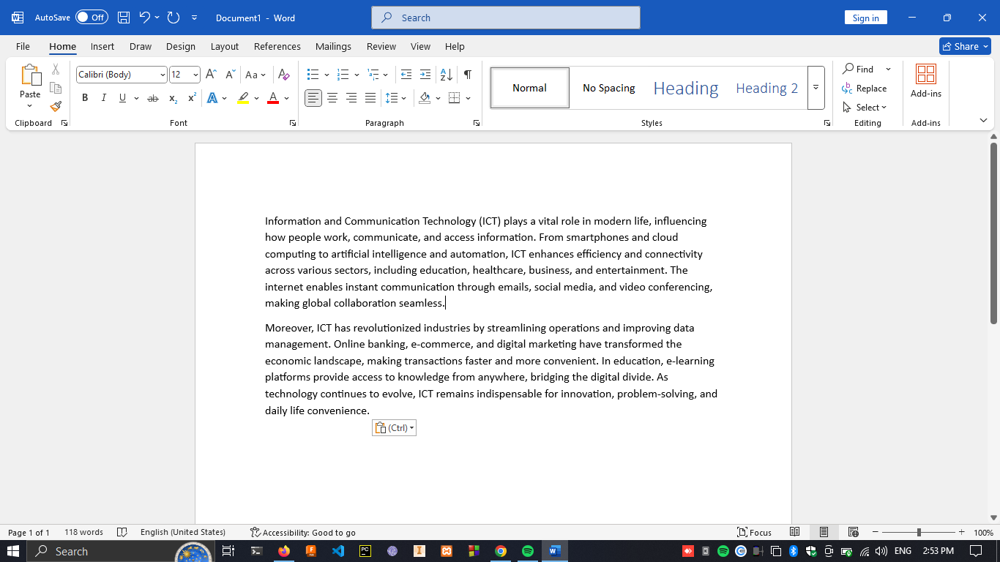 AutoSave Off Document1 - Word Search Sign in
File Home Insert Draw Design Layout References Mailings Review View Help Share
Paste Calibri (Body) 12 Aa Normal No Spacing Heading Heading 2 Find Replace Select Add-ins
Clipboard Font Paragraph Styles Editing Add-ins
Information and Communication Technology (ICT) plays a vital role in modern life, influencing
how people work, communicate, and access information. From smartphones and cloud
computing to artificial intelligence and automation, ICT enhances efficiency and connectivity
across various sectors, including education, healthcare, business, and entertainment. The
internet enables instant communication through emails, social media, and video conferencing,
making global collaboration seamless.
Moreover, ICT has revolutionized industries by streamlining operations and improving data
management. Online banking, e-commerce, and digital marketing have transformed the
economic landscape, making transactions faster and more convenient. In education, e-learning
platforms provide access to knowledge from anywhere, bridging the digital divide. As
technology continues to evolve, ICT remains indispensable for innovation, problem-solving, and
daily life convenience.
(Ctrl)
Page 1 of 1 118 words English (United States) Accessibility: Good to go Focus 100%
Search ENG 2:53 PM